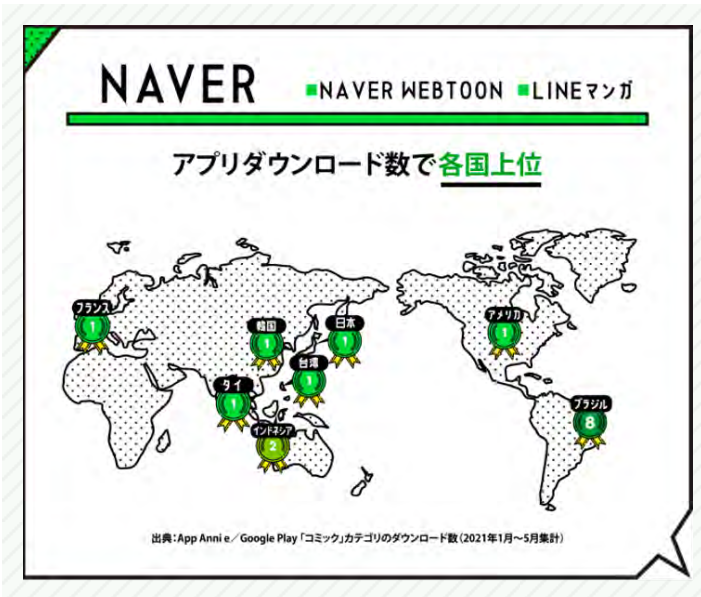 NAVER ■NAVER WEBTOON ■LINEマンガ
アプリダウンロード数で各国上位
フランス
1
韓国
1
日本
1
アメリカ
1
台湾
1
タイ
1
ブラジル
8
インドネシア
2
出典:App Anni e/Google Play「コミック」カテゴリのダウンロード数(2021年1月~5月集計)